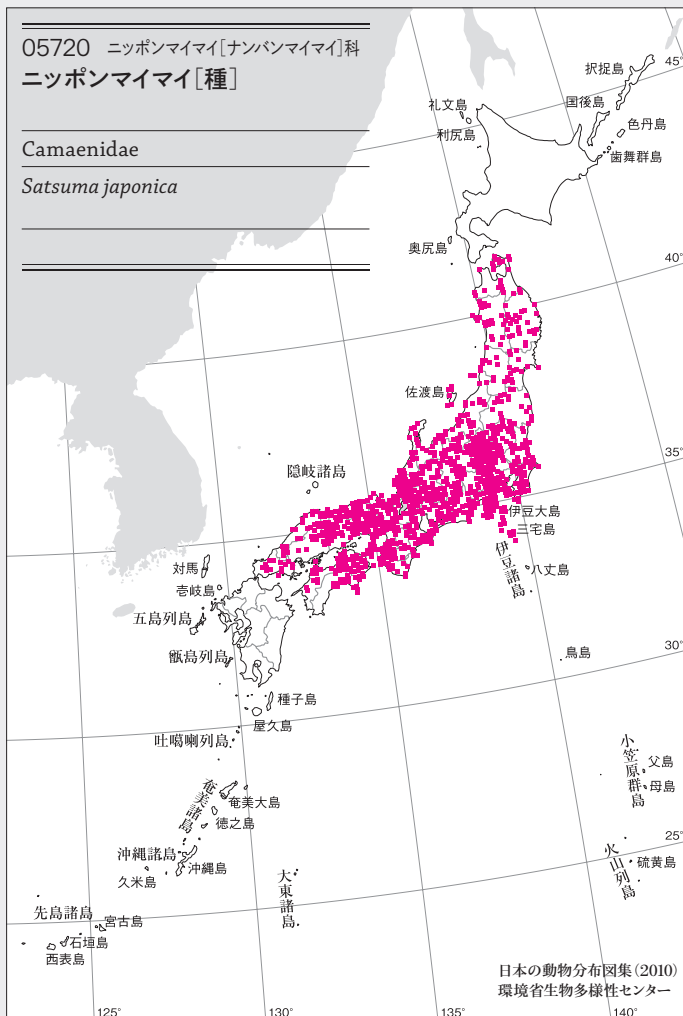 05720 ニッポンマイマイ[ナンバンマイマイ]科
ニッポンマイマイ[種]
Camaenidae
Satsuma japonica
択捉島
45°
礼文島
国後島
色丹島
利尻島
歯舞群島
奥尻島
40°
佐渡島
35°
隠岐諸島
伊豆大島
三宅島
対馬
八丈島
伊豆諸島
壱岐島
五島列島
甑島列島
鳥島
30°
種子島
屋久島
吐噶喇列島
小笠原群島
父島
母島
奄美諸島
奄美大島
徳之島
25°
沖縄諸島
沖縄島
火山列島
硫黄島
久米島
大東諸島
先島諸島
宮古島
石垣島
西表島
日本の動物分布図集(2010)
環境省生物多様性センター
125°
130°
135°
140°